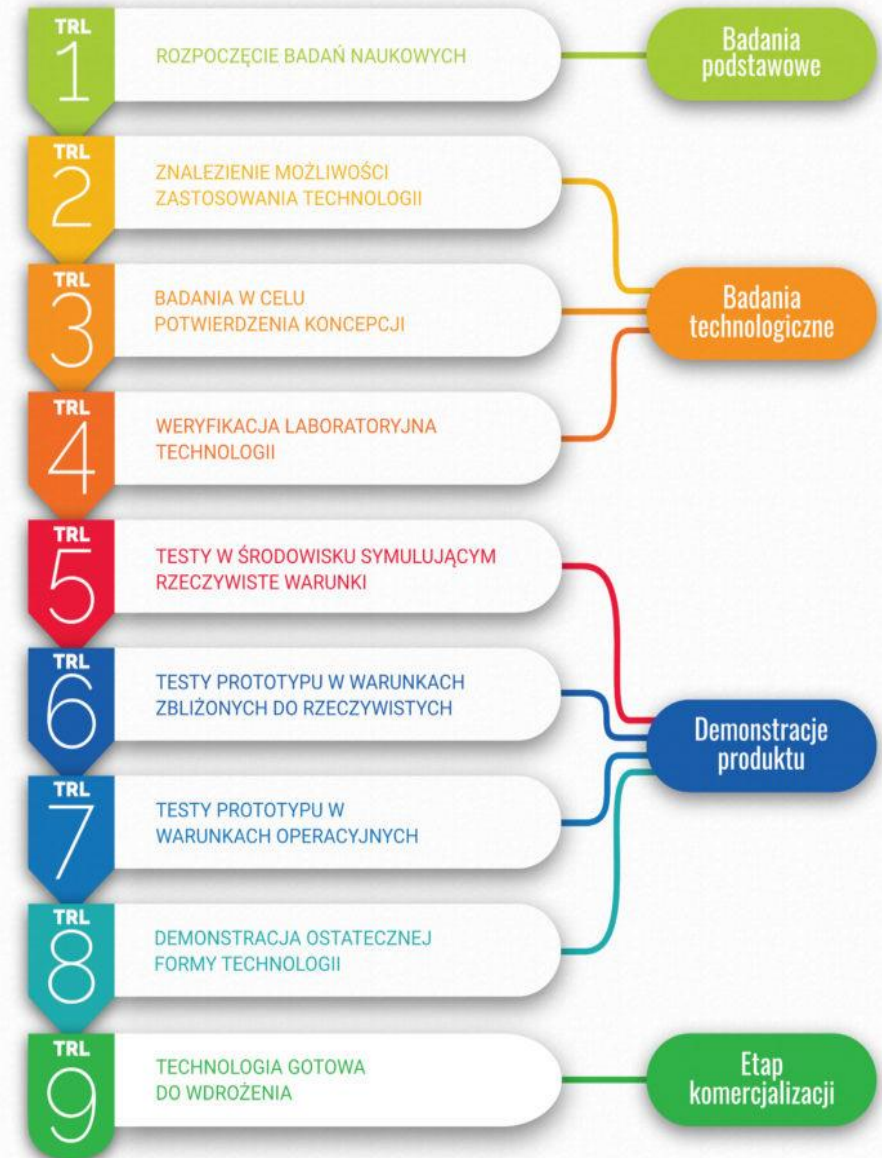 TRL
1
ROZPOCZĘCIE BADAŃ NAUKOWYCH
Badania
podstawowe
TRL
2
ZNALEZIENIE MOŻLIWOŚCI
ZASTOSOWANIA TECHNOLOGII
TRL
3
BADANIA W CELU
POTWIERDZENIA KONCEPCJI
Badania
technologiczne
TRL
4
WERYFIKACJA LABORATORYJNA
TECHNOLOGII
TRL
5
TESTY W ŚRODOWISKU SYMULUJĄCYM
RZECZYWISTE WARUNKI
TRL
6
TESTY PROTOTYPU W WARUNKACH
ZBLIŻONYCH DO RZECZYWISTYCH
Demonstracje
produktu
TRL
7
TESTY PROTOTYPU W
WARUNKACH OPERACYJNYCH
TRL
8
DEMONSTRACJA OSTATECZNEJ
FORMY TECHNOLOGII
TRL
9
TECHNOLOGIA GOTOWA
DO WDROŻENIA
Etap
komercjalizacji